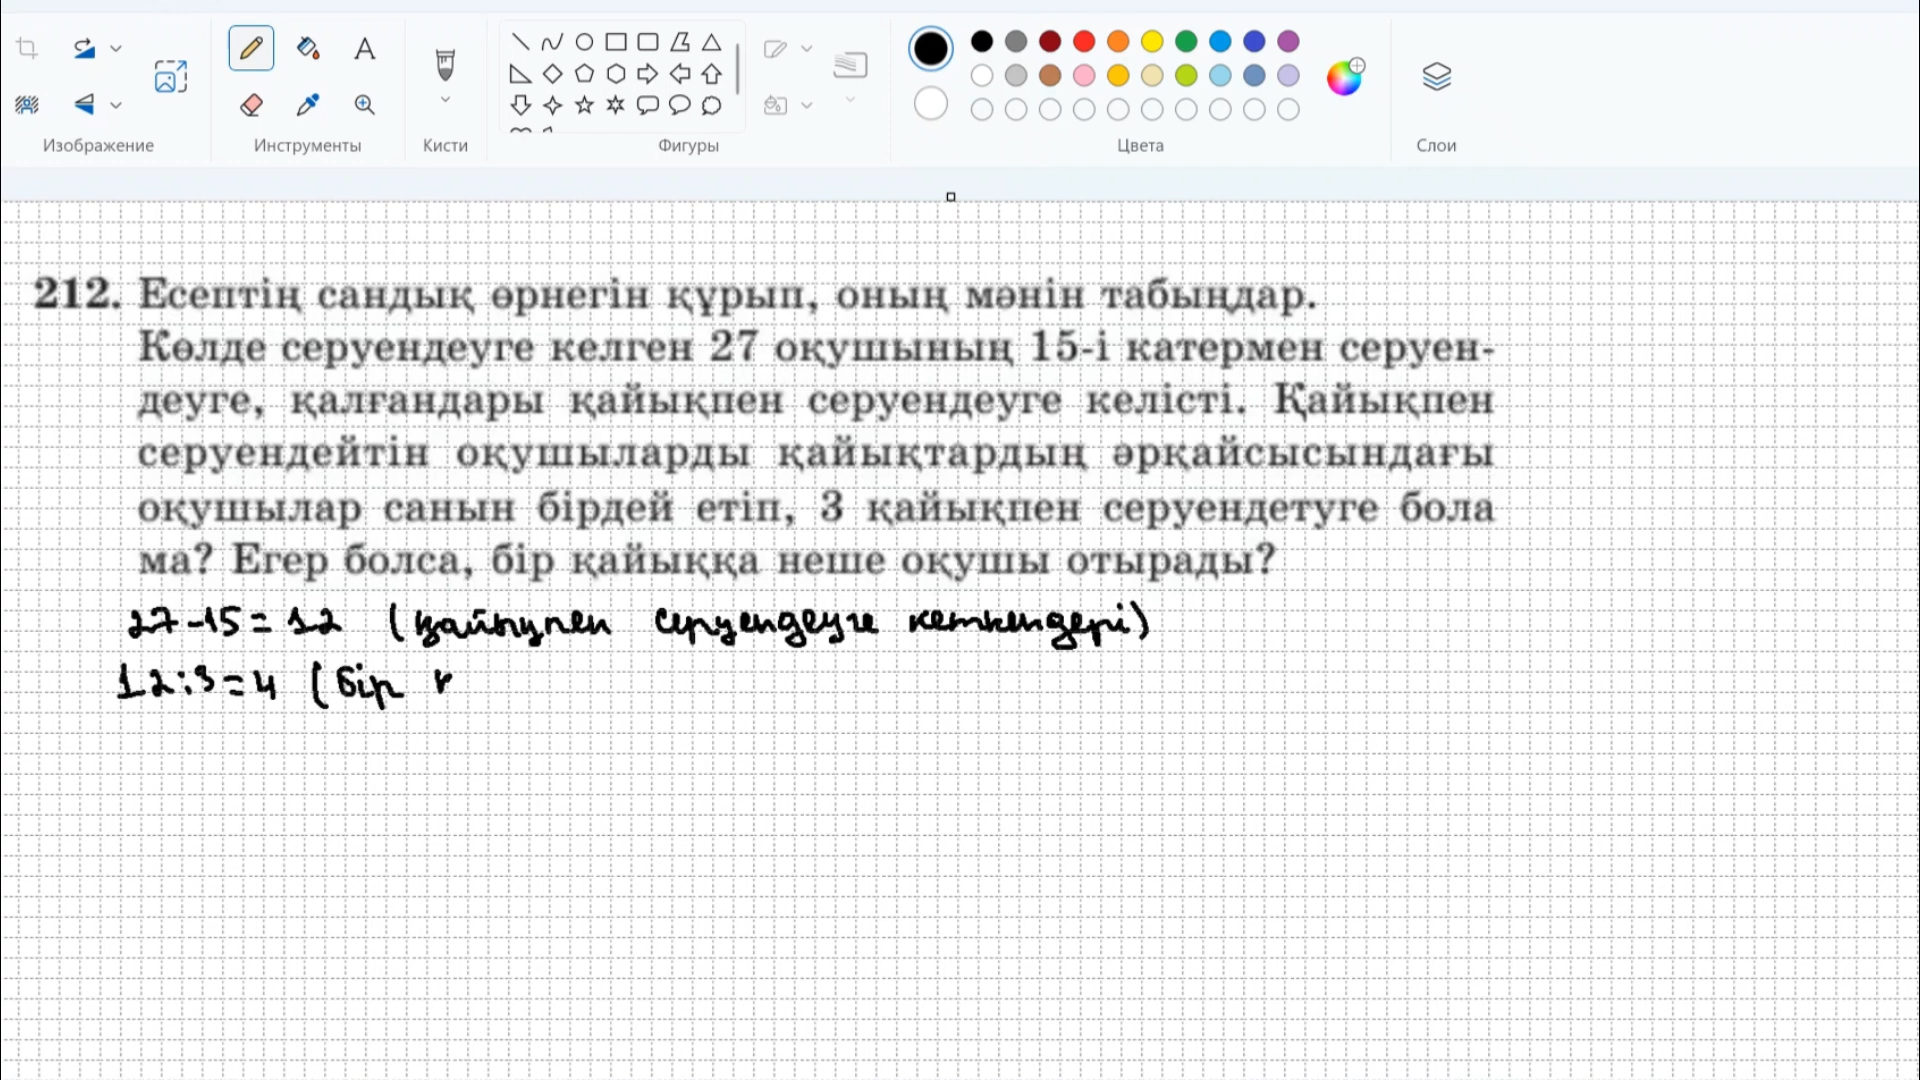 Изображение
Инструменты
Кисти
Фигуры
Цвета
Слои
212. Есептің сандық өрнегін құрып, оның мәнін табыңдар.
Көлде серуендеуге келген 27 оқушының 15-і катермен серуен-
деуге, қалғандары қайықпен серуендеуге келісті. Қайықпен
серуендейтін оқушыларды қайықтардың әрқайсысындағы
оқушылар санын бірдей етіп, 3 қайықпен серуендетуге бола
ма? Егер болса, бір қайыққа неше оқушы отырады?
27-15=12 (қайықпен серуендеуге кеткендері)
12:3=4 (бір к